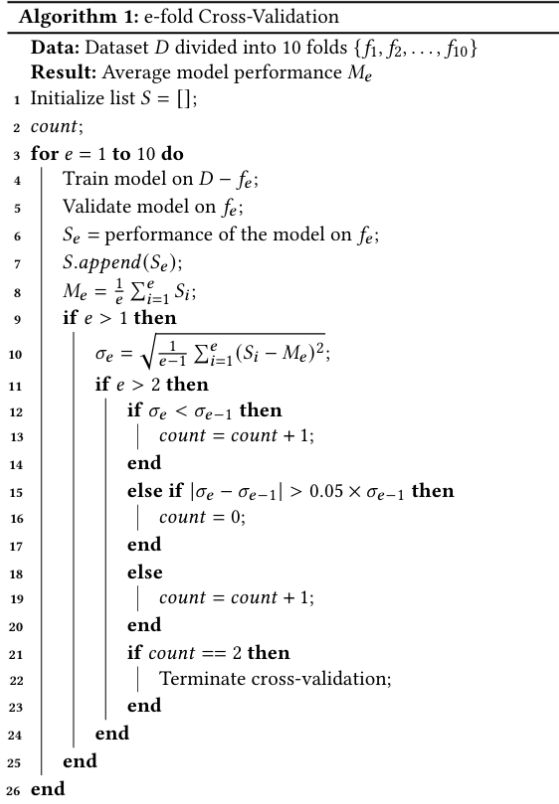 Algorithm 1: e-fold Cross-Validation
Data: Dataset D divided into 10 folds {f₁, f₂, . . . , f₁₀}
Result: Average model performance Mₑ
1 Initialize list S = [];
2 count;
3 for e = 1 to 10 do
4 Train model on D − fₑ;
5 Validate model on fₑ;
6 Sₑ = performance of the model on fₑ;
7 S.append(Sₑ);
8 Mₑ = 1/e ∑ᵉᵢ₌₁ Sᵢ;
9 if e > 1 then
10 σₑ = √(1/(e−1) ∑ᵉᵢ₌₁ (Sᵢ − Mₑ)²);
11 if e > 2 then
12 if σₑ < σₑ₋₁ then
13 count = count + 1;
14 end
15 else if |σₑ − σₑ₋₁| > 0.05 × σₑ₋₁ then
16 count = 0;
17 end
18 else
19 count = count + 1;
20 end
21 if count == 2 then
22 Terminate cross-validation;
23 end
24 end
25 end
26 end